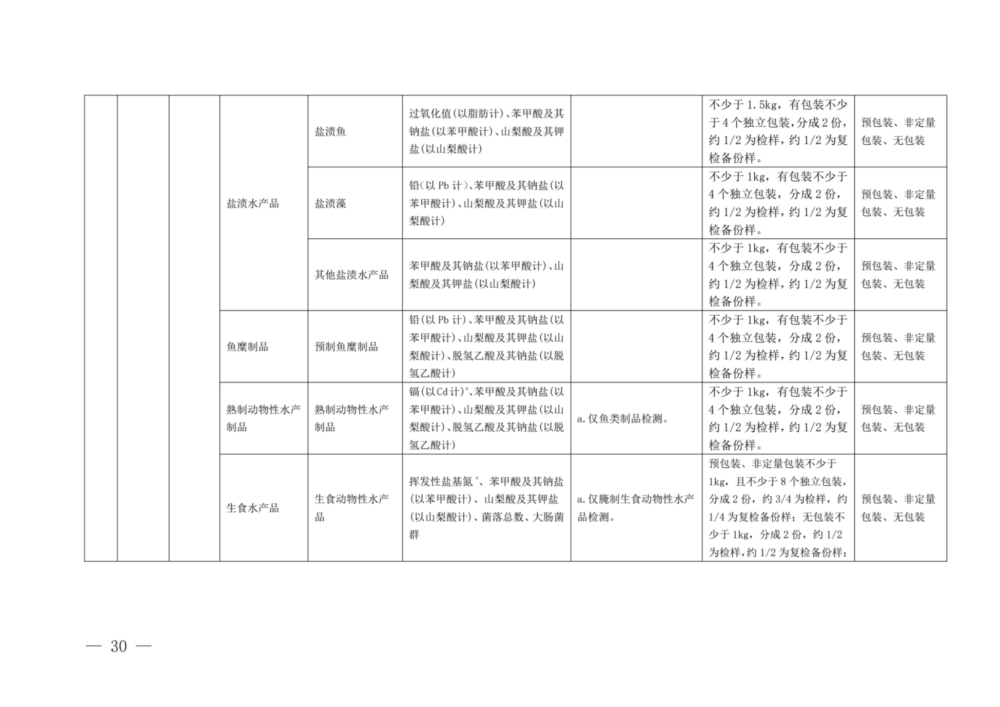 盐渍水产品
盐渍鱼
过氧化值(以脂肪计)、苯甲酸及其
钠盐(以苯甲酸计)、山梨酸及其钾
盐(以山梨酸计)
不少于 1.5kg，有包装不少
于 4 个独立包装,分成 2 份，
约 1/2 为检样，约 1/2 为复
检备份样。
预包装、非定量
包装、无包装
盐渍藻
铅(以 Pb 计)、苯甲酸及其钠盐(以
苯甲酸计)、山梨酸及其钾盐(以山
梨酸计)
不少于 1kg，有包装不少于
4 个独立包装，分成 2 份，
约 1/2 为检样，约 1/2 为复
检备份样。
预包装、非定量
包装、无包装
其他盐渍水产品
苯甲酸及其钠盐(以苯甲酸计)、山
梨酸及其钾盐(以山梨酸计)
不少于 1kg，有包装不少于
4 个独立包装，分成 2 份，
约 1/2 为检样，约 1/2 为复
检备份样。
预包装、非定量
包装、无包装
鱼糜制品
预制鱼糜制品
铅(以 Pb 计)、苯甲酸及其钠盐(以
苯甲酸计)、山梨酸及其钾盐(以山
梨酸计)、脱氢乙酸及其钠盐(以脱
氢乙酸计)
不少于 1kg，有包装不少于
4 个独立包装，分成 2 份，
约 1/2 为检样，约 1/2 为复
检备份样。
预包装、非定量
包装、无包装
熟制动物性水产
制品
熟制动物性水产
制品
镉(以 Cd 计)ᵃ、苯甲酸及其钠盐(以
苯甲酸计)、山梨酸及其钾盐(以山
梨酸计)、脱氢乙酸及其钠盐(以脱
氢乙酸计)
a.仅鱼类制品检测。
不少于 1kg，有包装不少于
4 个独立包装，分成 2 份，
约 1/2 为检样，约 1/2 为复
检备份样。
预包装、非定量
包装、无包装
生食水产品
生食动物性水产
品
挥发性盐基氮ᵃ、苯甲酸及其钠盐
(以苯甲酸计)、山梨酸及其钾盐
(以山梨酸计)、菌落总数、大肠菌
群
a.仅腌制生食动物性水产
品检测。
预包装、非定量包装不少于
1kg，且不少于 8 个独立包装，
分成 2 份，约 3/4 为检样，约
1/4 为复检备份样；无包装不
少于 1kg，分成 2 份，约 1/2
为检样,约 1/2 为复检备份样；
预包装、非定量
包装、无包装
— 30 —